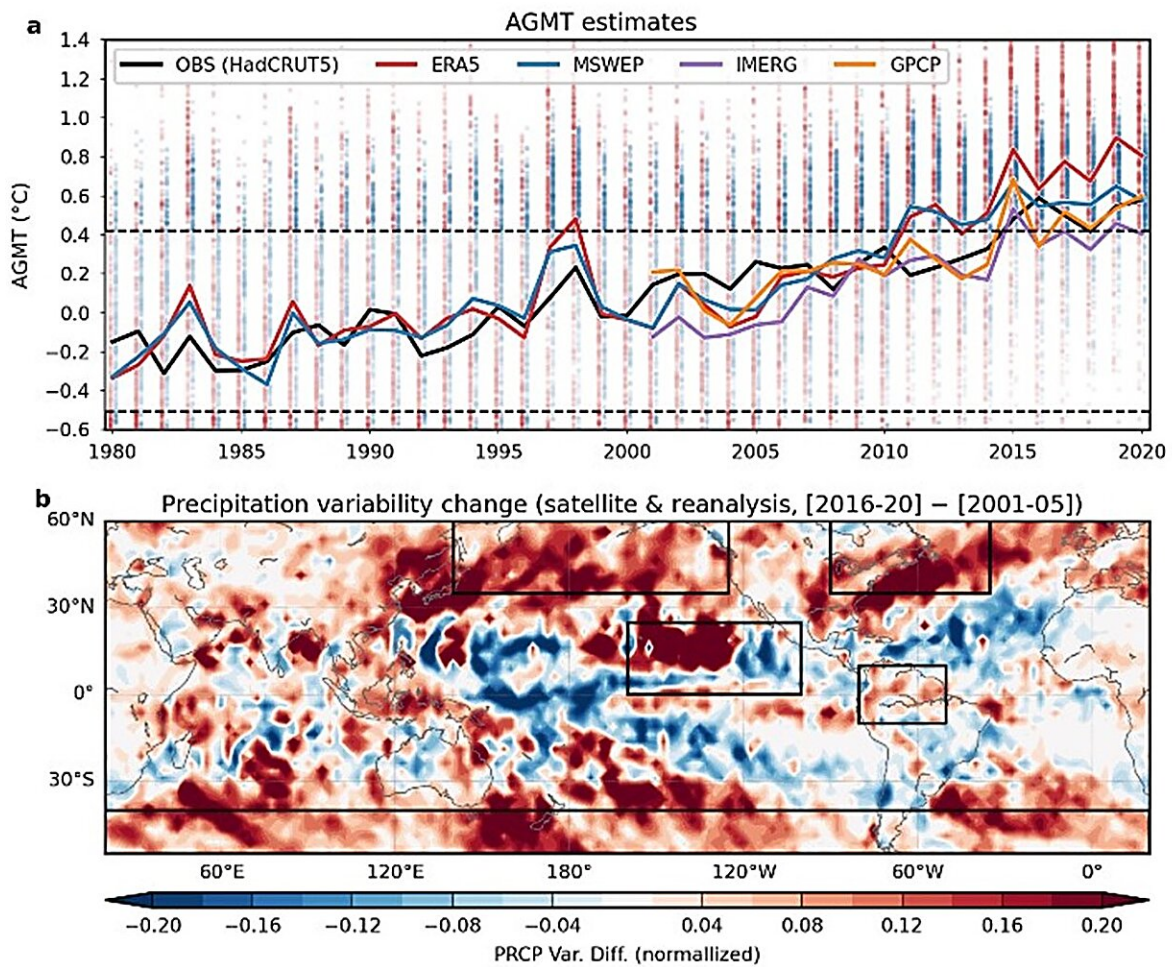 a
AGMT estimates
OBS (HadCRUT5) ERA5 MSWEP IMERG GPCP
AGMT (°C)
1.4
1.2
1.0
0.8
0.6
0.4
0.2
0.0
−0.2
−0.4
−0.6
1980 1985 1990 1995 2000 2005 2010 2015 2020
b
Precipitation variability change (satellite & reanalysis, [2016-20] − [2001-05])
60°N
30°N
0°
30°S
60°E 120°E 180° 120°W 60°W 0°
−0.20 −0.16 −0.12 −0.08 −0.04 0.04 0.08 0.12 0.16 0.20
PRCP Var. Diff. (normallized)